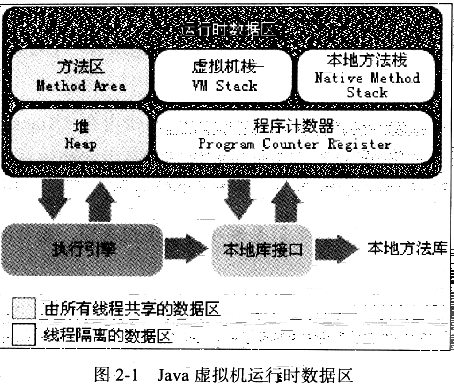 运行时数据区
方法区
Method Area
虚拟机栈
VM Stack
本地方法栈
Native Method
Stack
堆
Heap
程序计数器
Program Counter Register
执行引擎
本地库接口
本地方法库
由所有线程共享的数据区
线程隔离的数据区
图 2-1 Java 虚拟机运行时数据区